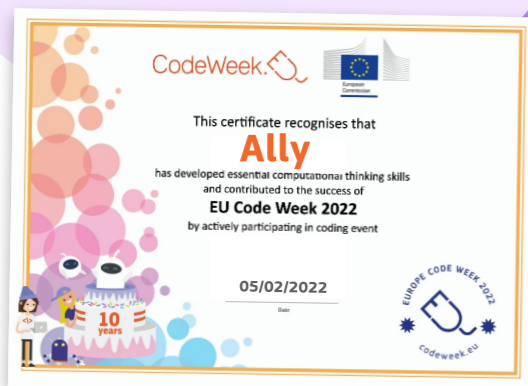 CodeWeek.EU
European
Commission
This certificate recognises that
Ally
has developed essential computational thinking skills
and contributed to the success of
EU Code Week 2022
by actively participating in coding event
05/02/2022
Date
10
years
EUROPE CODE WEEK 2022
codeweek.eu